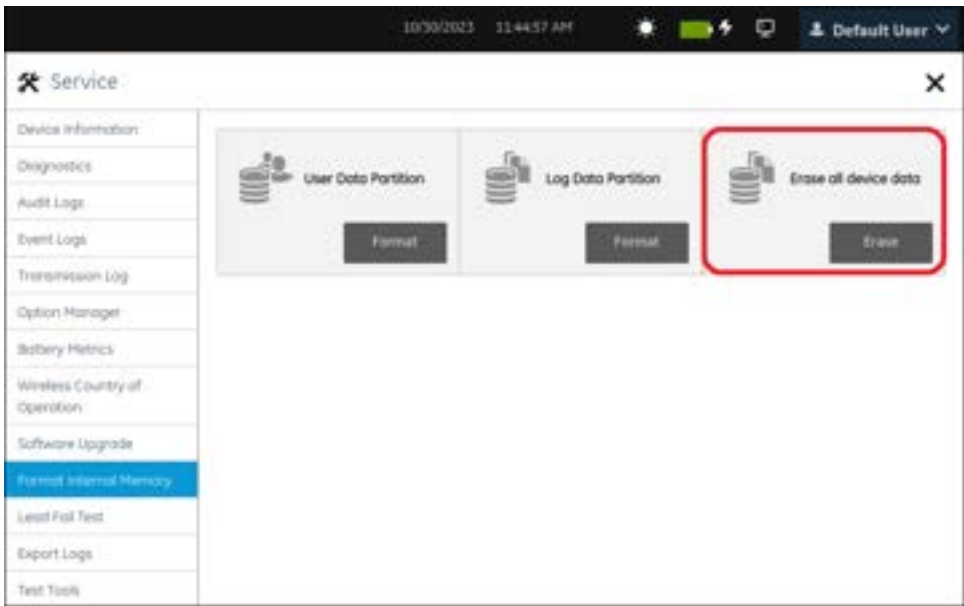 10/30/2023 11:44:57 AM Default User
Service
Device Information
Diagnostics
Audit Logs
Event Logs
Transmission Log
Option Manager
Battery Metrics
Wireless Country of
Operation
Software Upgrade
Format Internal Memory
Lead Fail Test
Export Logs
Test Tools
User Data Partition
Format
Log Data Partition
Format
Erase all device data
Erase